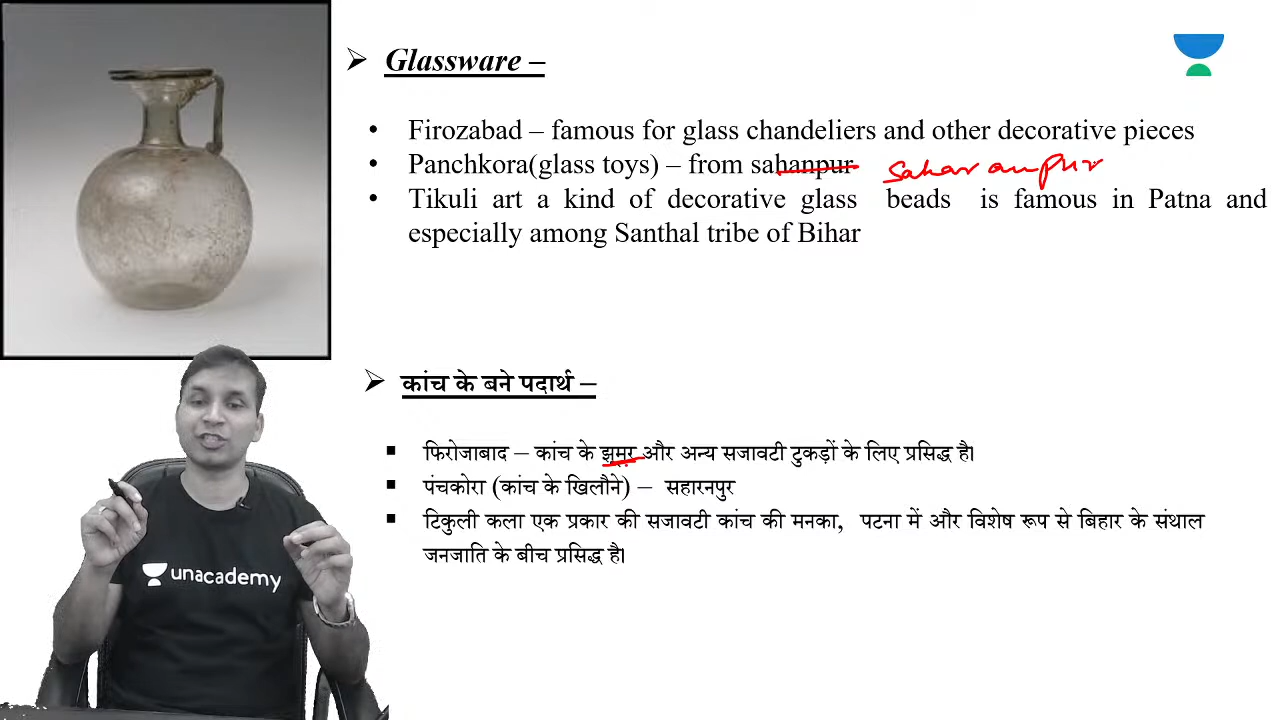 Glassware –
• Firozabad – famous for glass chandeliers and other decorative pieces
• Panchkora(glass toys) – from sahanpur Saharanpur
• Tikuli art a kind of decorative glass beads is famous in Patna and
especially among Santhal tribe of Bihar
कांच के बने पदार्थ –
▪ फिरोजाबाद – कांच के झूमर और अन्य सजावटी टुकड़ों के लिए प्रसिद्ध है।
▪ पंचकोरा (कांच के खिलौने) – सहारनपुर
▪ टिकुली कला एक प्रकार की सजावटी कांच की मनका, पटना में और विशेष रूप से बिहार के संथाल
जनजाति के बीच प्रसिद्ध है।
unacademy